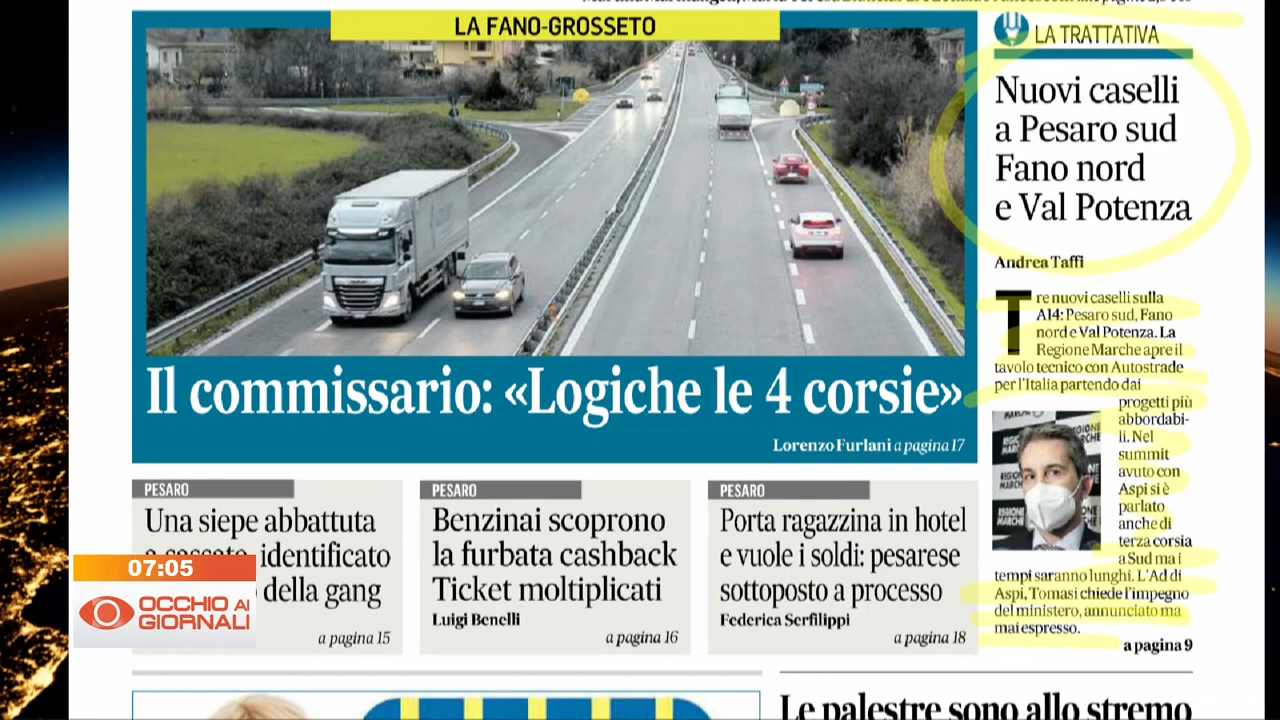 LA FANO-GROSSETO
Il commissario: «Logiche le 4 corsie»
Lorenzo Furlani a pagina 17
LA TRATTATIVA
Nuovi caselli
a Pesaro sud
Fano nord
e Val Potenza
Andrea Taffi
Tre nuovi caselli sulla
A14: Pesaro sud, Fano
nord e Val Potenza. La
Regione Marche apre il
tavolo tecnico con Autostrade
per l'Italia partendo dai
progetti più
abbordabi-
li. Nel
summit
avuto con
Aspi si è
parlato
anche di
terza corsia
a Sud ma i
tempi saranno lunghi. L'Ad di
Aspi, Tomasi chiede l'impegno
del ministero, annunciato ma
mai espresso.
a pagina 9
PESARO
Una siepe abbattuta
identificato
della gang
a pagina 15
PESARO
Benzinai scoprono
la furbata cashback
Ticket moltiplicati
Luigi Benelli
a pagina 16
PESARO
Porta ragazzina in hotel
e vuole i soldi: pesarese
sottoposto a processo
Federica Serfilippi
a pagina 18
07:05
OCCHIO AI
GIORNALI
Le palestre sono allo stremo